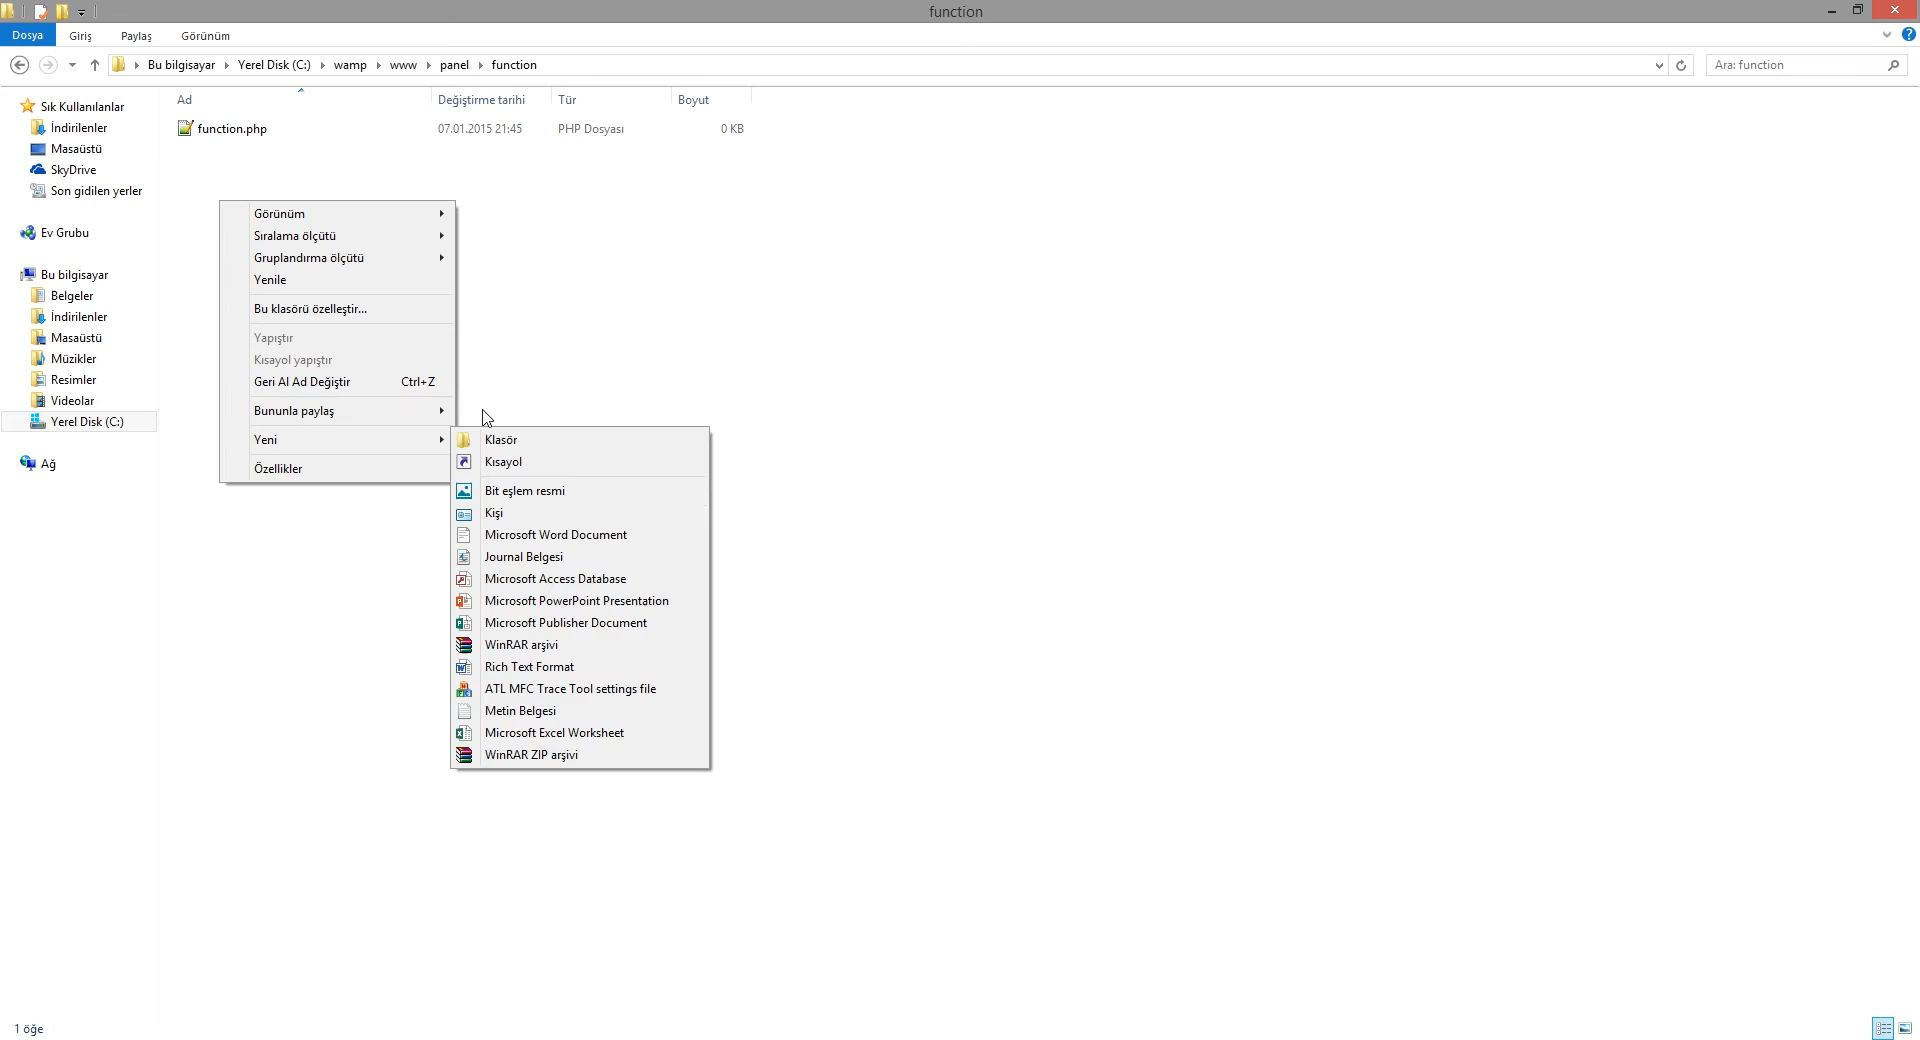 function
Dosya
Giriş
Paylaş
Görünüm
Bu bilgisayar
Yerel Disk (C:)
wamp
www
panel
function
Ara: function
Sık Kullanılanlar
İndirilenler
Masaüstü
SkyDrive
Son gidilen yerler
Ev Grubu
Bu bilgisayar
Belgeler
İndirilenler
Masaüstü
Müzikler
Resimler
Videolar
Yerel Disk (C:)
Ağ
Ad
Değiştirme tarihi
Tür
Boyut
function.php
07.01.2015 21:45
PHP Dosyası
0 KB
Görünüm
Sıralama ölçütü
Gruplandırma ölçütü
Yenile
Bu klasörü özelleştir...
Yapıştır
Kısayol yapıştır
Geri Al Ad Değiştir Ctrl+Z
Bununla paylaş
Yeni
Özellikler
Klasör
Kısayol
Bit eşlem resmi
Kişi
Microsoft Word Document
Journal Belgesi
Microsoft Access Database
Microsoft PowerPoint Presentation
Microsoft Publisher Document
WinRAR arşivi
Rich Text Format
ATL MFC Trace Tool settings file
Metin Belgesi
Microsoft Excel Worksheet
WinRAR ZIP arşivi
1 öğe